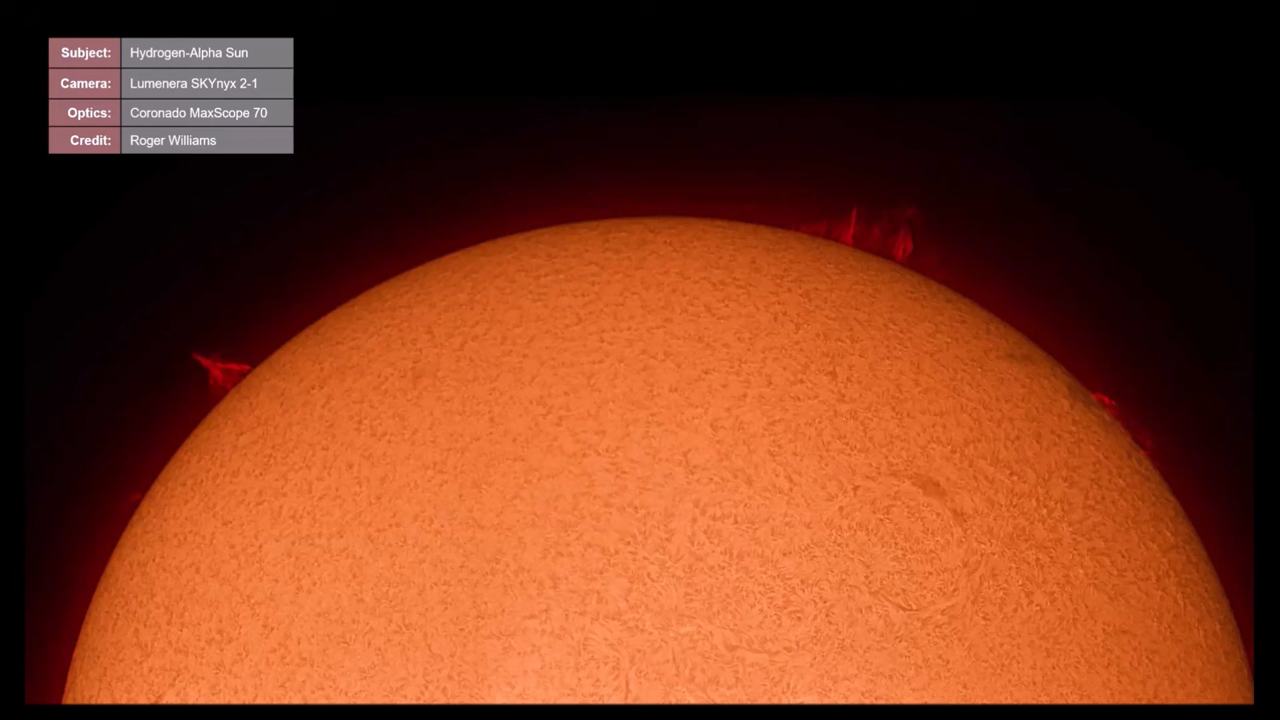 Subject: Hydrogen-Alpha Sun
Camera: Lumenera SKYnyx 2-1
Optics: Coronado MaxScope 70
Credit: Roger Williams